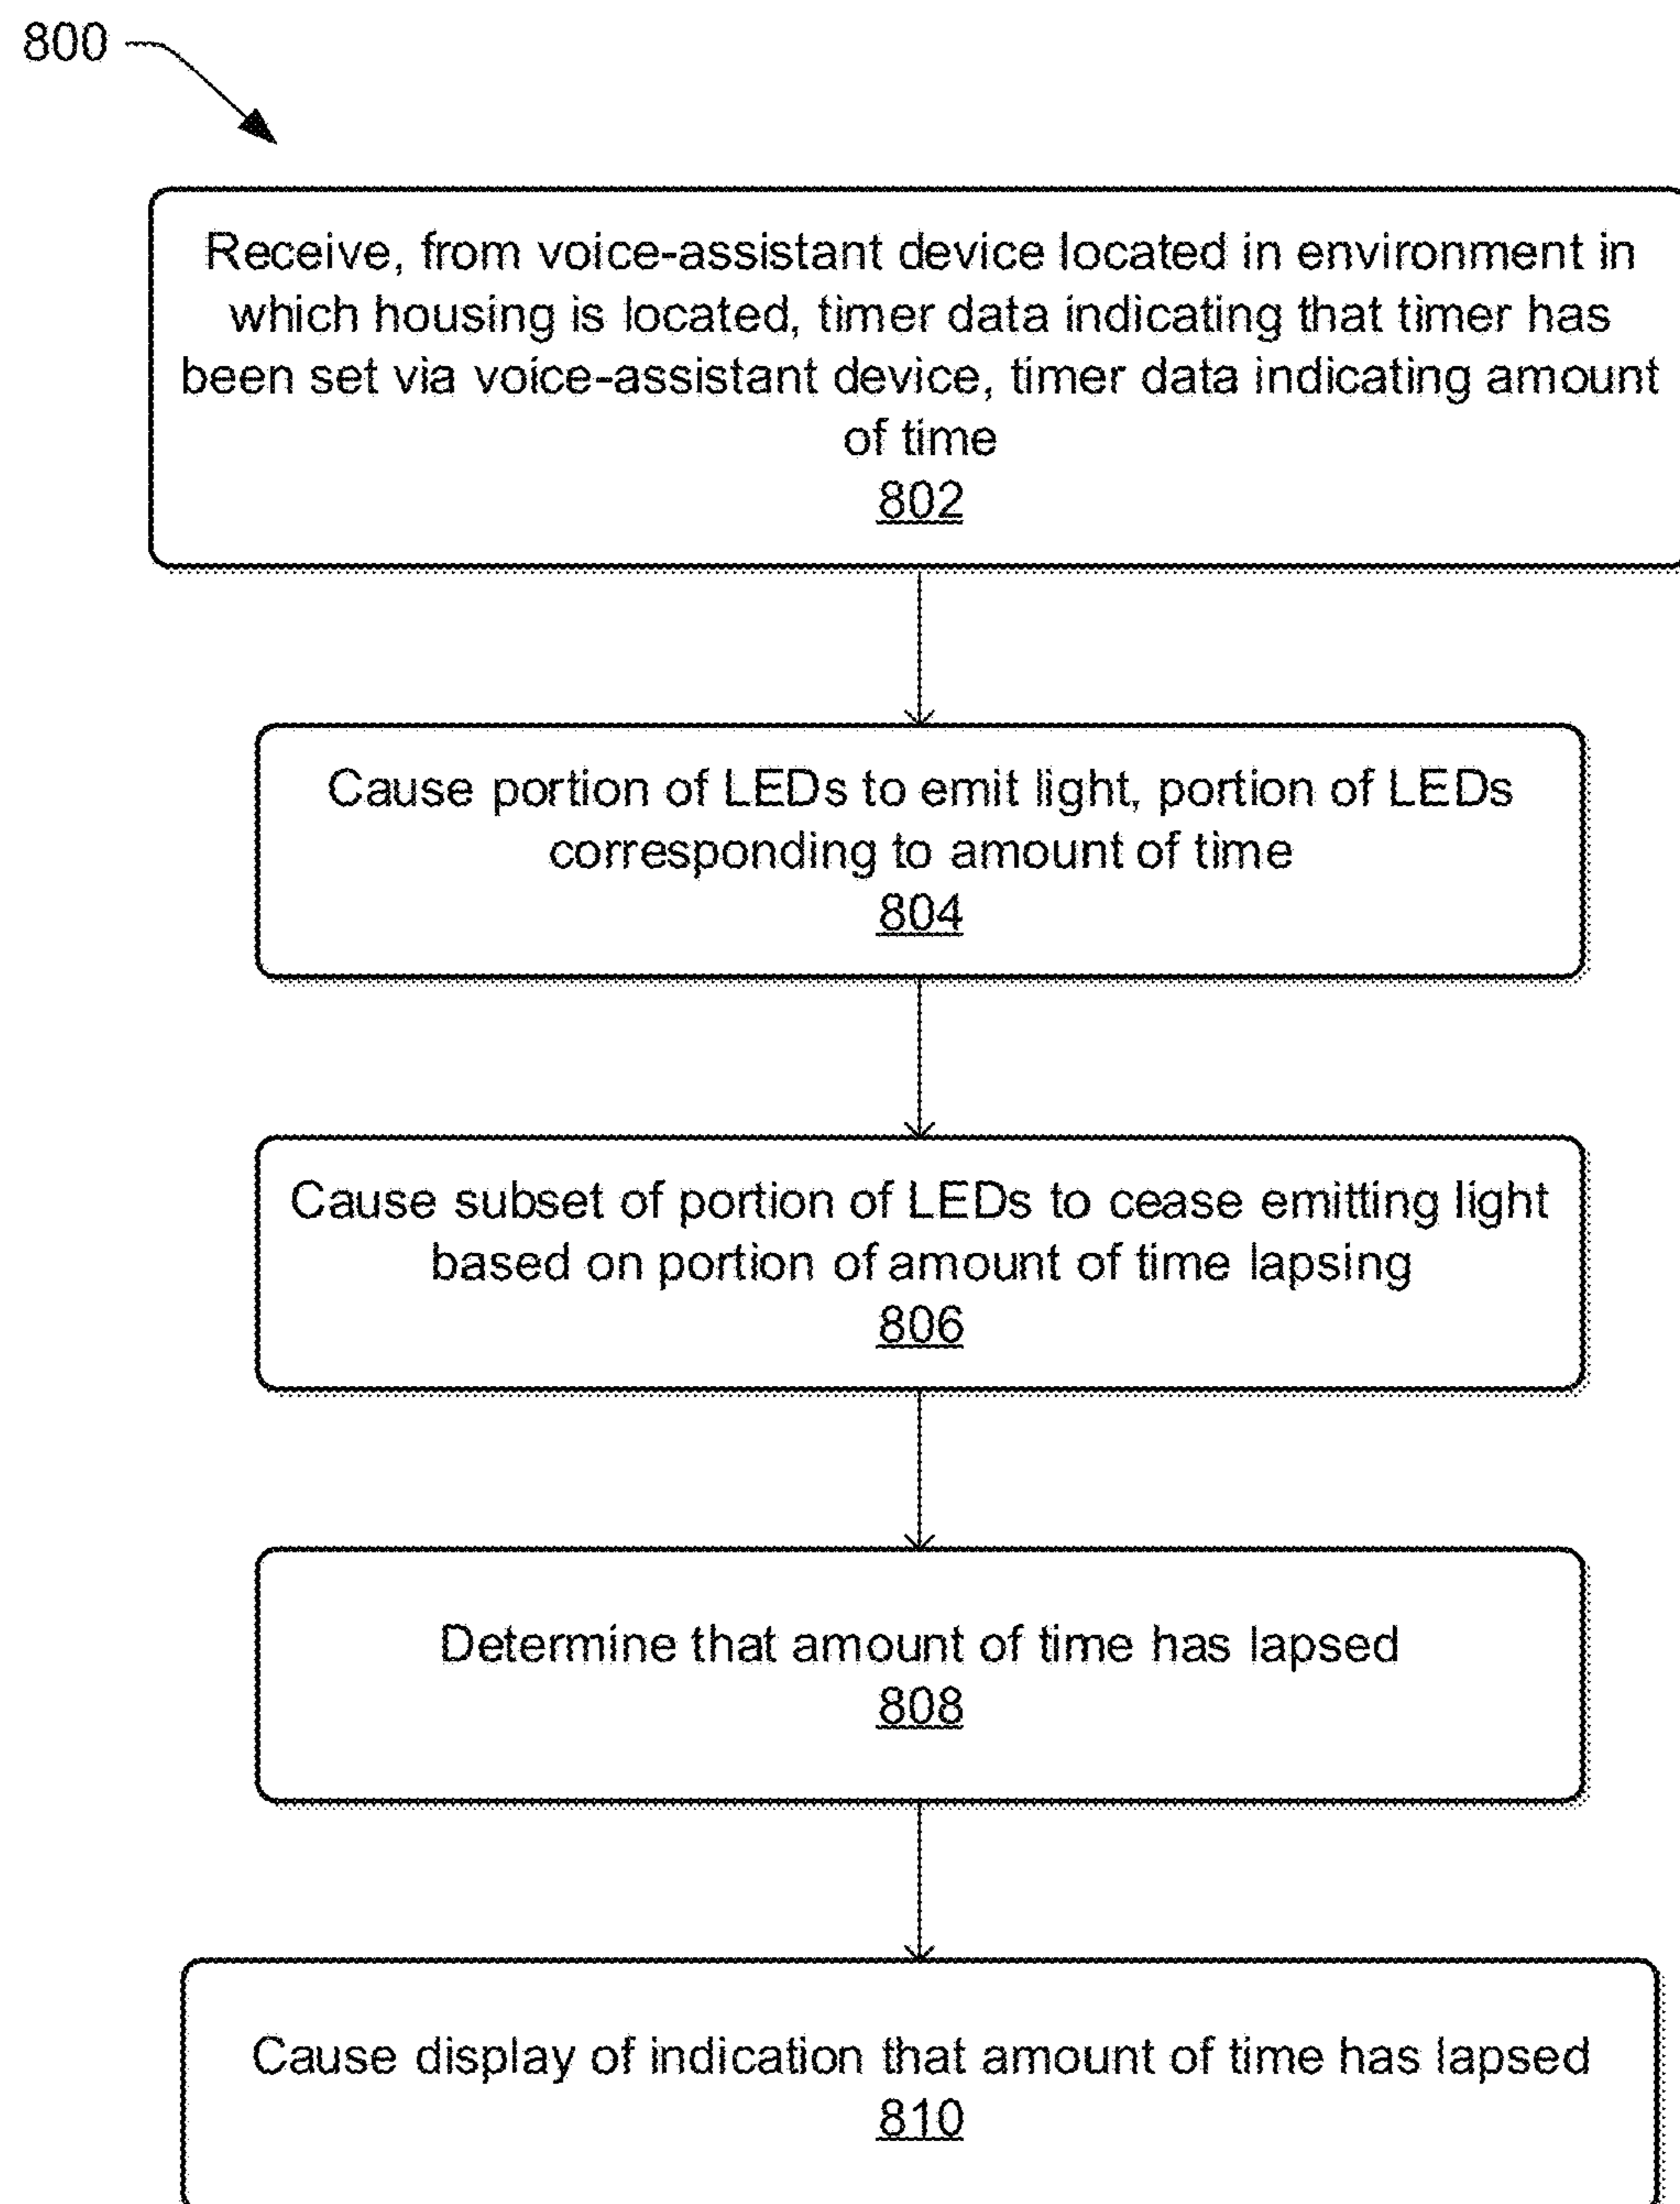 800
Receive, from voice-assistant device located in environment in
which housing is located, timer data indicating that timer has
been set via voice-assistant device, timer data indicating amount
of time
802
Cause portion of LEDs to emit light, portion of LEDs
corresponding to amount of time
804
Cause subset of portion of LEDs to cease emitting light
based on portion of amount of time lapsing
806
Determine that amount of time has lapsed
808
Cause display of indication that amount of time has lapsed
810